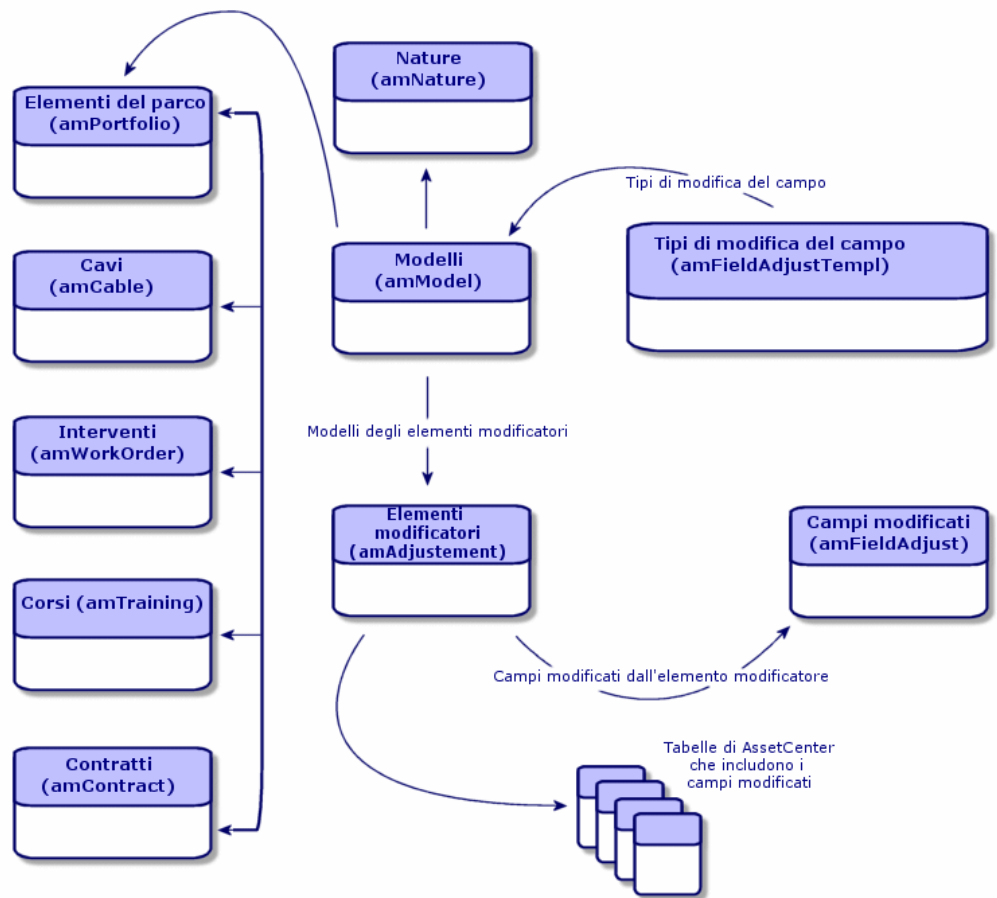 Nature
(amNature)
Elementi del parco
(amPortfolio)
Tipi di modifica del campo
Tipi di modifica del campo
(amFieldAdjustTempl)
Cavi
(amCable)
Modelli
(amModel)
Interventi
(amWorkOrder)
Modelli degli elementi modificatori
Elementi
modificatori
(amAdjustement)
Campi modificati
(amFieldAdjust)
Corsi (amTraining)
Campi modificati dall'elemento modificatore
Contratti
(amContract)
Tabelle di AssetCenter
che includono i
campi modificati